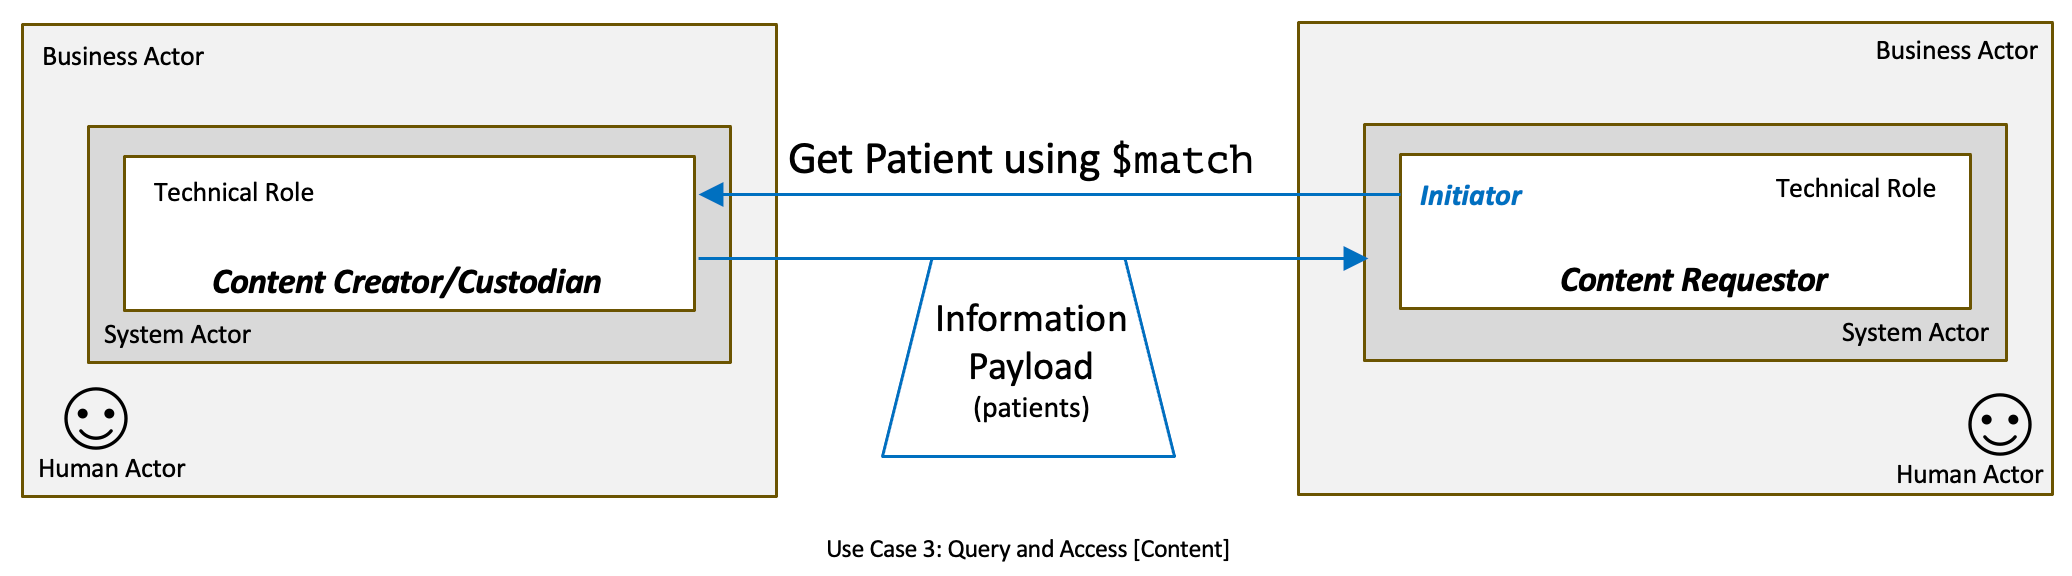 Business Actor
Technical Role
Content Creator/Custodian
System Actor
Human Actor
Get Patient using $match
Information
Payload
(patients)
Business Actor
Initiator
Technical Role
Content Requestor
System Actor
Human Actor
Use Case 3: Query and Access [Content]